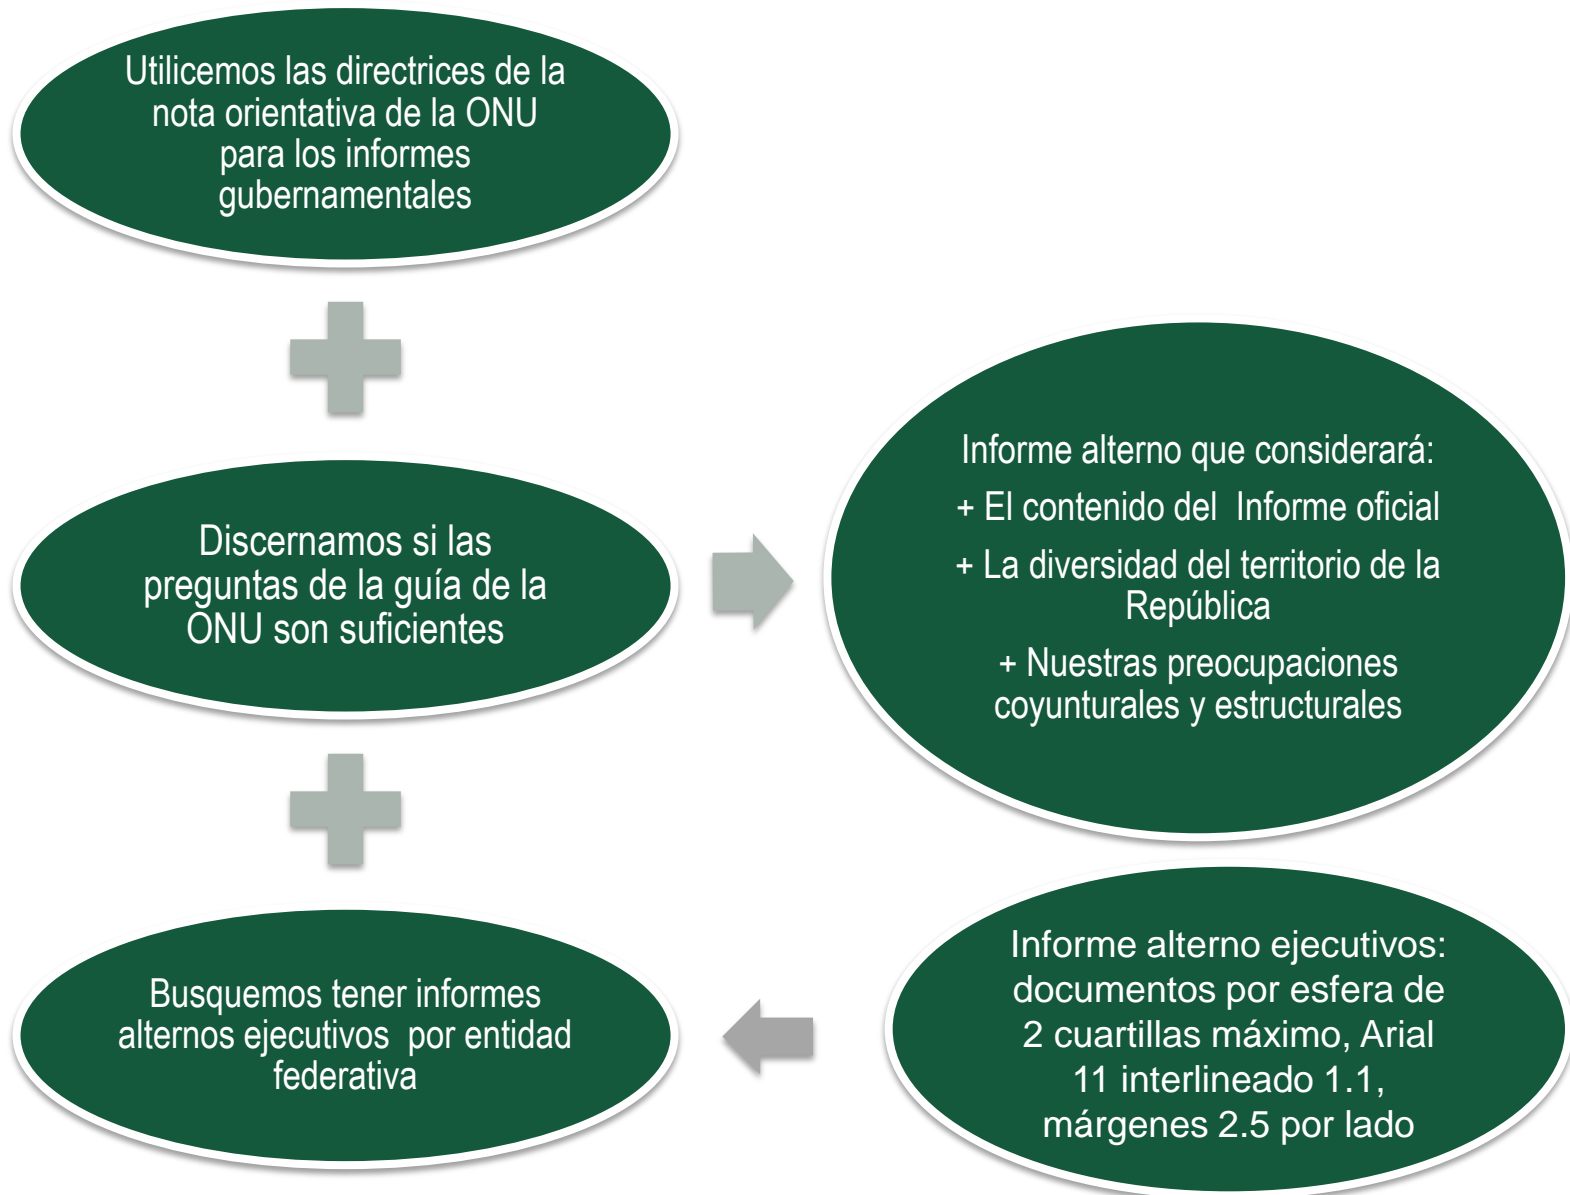 Utilicemos las directrices de la
nota orientativa de la ONU
para los informes
gubernamentales
Discernamos si las
preguntas de la guía de la
ONU son suficientes
Busquemos tener informes
alternos ejecutivos por entidad
federativa
Informe alterno que considerará:
+ El contenido del Informe oficial
+ La diversidad del territorio de la
República
+ Nuestras preocupaciones
coyunturales y estructurales
Informe alterno ejecutivos:
documentos por esfera de
2 cuartillas máximo, Arial
11 interlineado 1.1,
márgenes 2.5 por lado